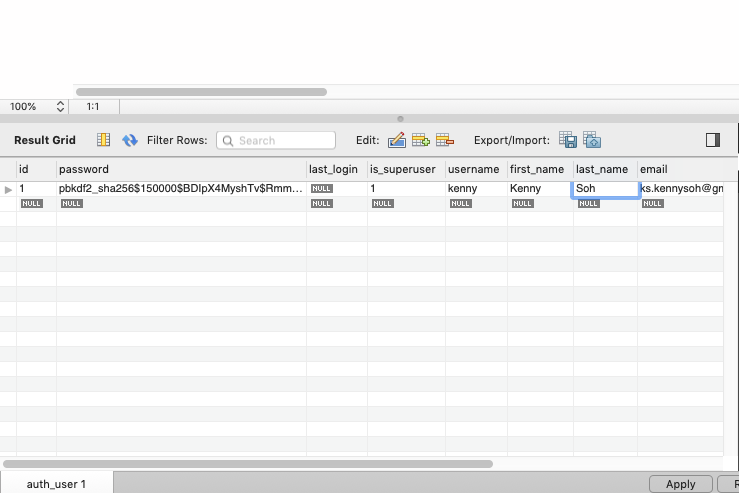 100% 1:1
Result Grid Filter Rows: Search Edit: Export/Import:
id password last_login is_superuser username first_name last_name email
1 pbkdf2_sha256$150000$BDIpX4MyshTv$Rmm... NULL 1 kenny Kenny Soh ks.kennysoh@gm
NULL NULL NULL NULL NULL NULL NULL NULL
auth_user 1 Apply R